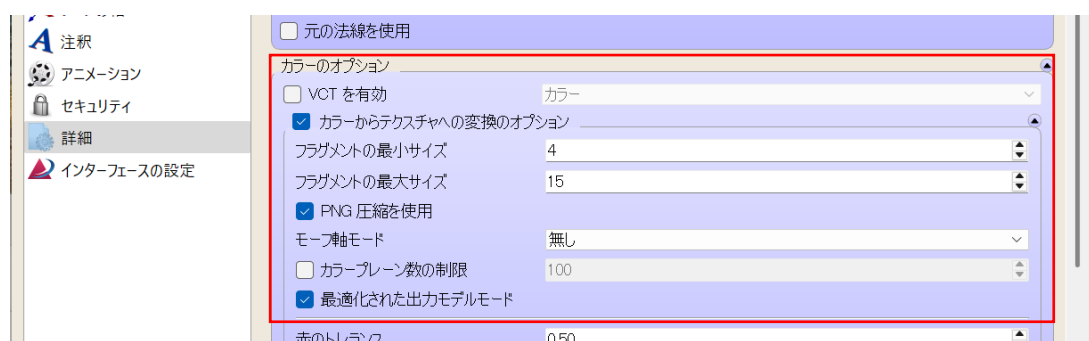 注釈
アニメーション
セキュリティ
詳細
インターフェースの設定
元の法線を使用
カラーのオプション
VCT を有効 カラー
カラーからテクスチャへの変換のオプション
フラグメントの最小サイズ 4
フラグメントの最大サイズ 15
PNG 圧縮を使用
モーフ軸モード 無し
カラープレーン数の制限 100
最適化された出力モデルモード
赤のトレランス 0.50